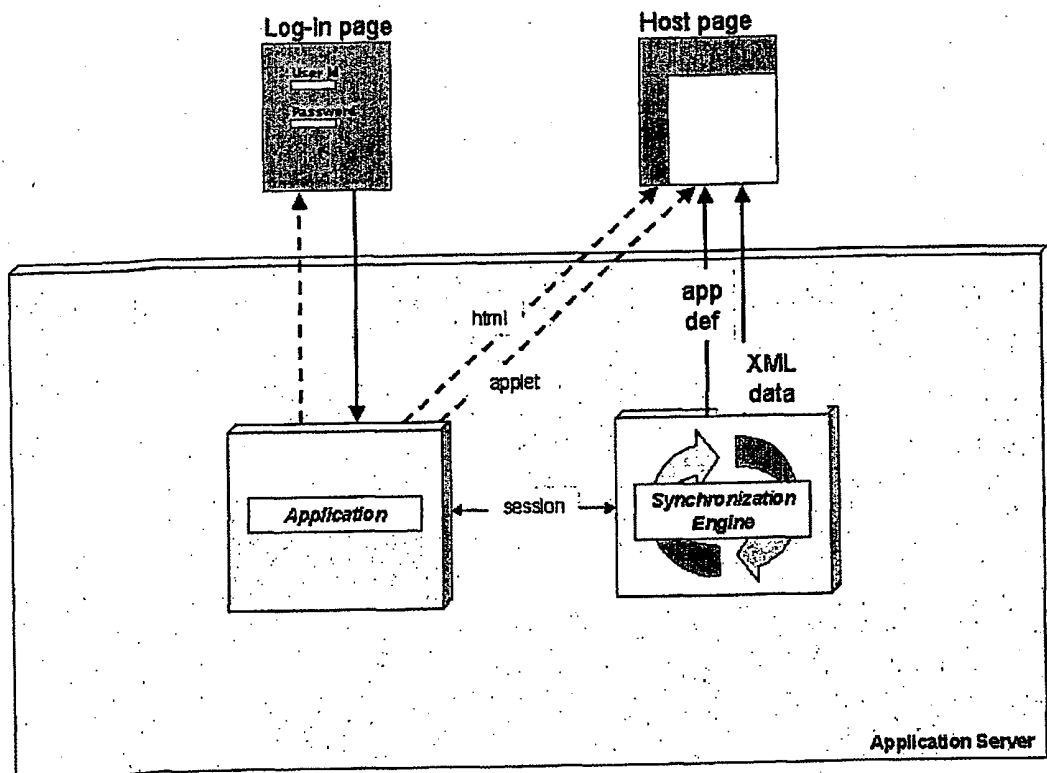 Log-in page
Host page
User id
Password
html
applet
app
def
XML
data
Application
session
Synchronization
Engine
Application Server